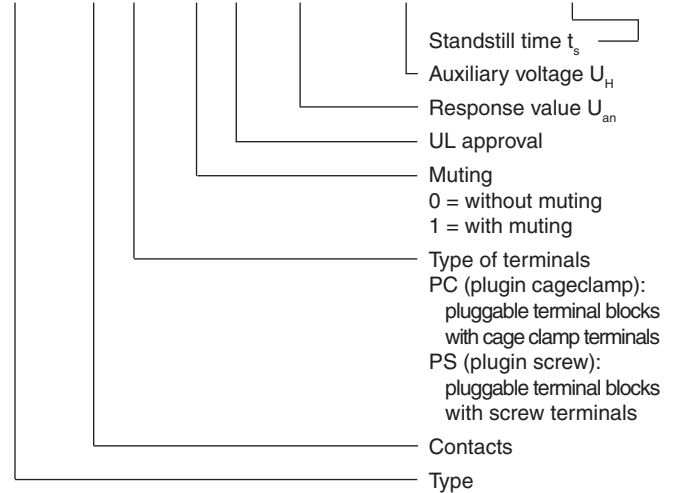 Standstill time ts
Auxiliary voltage UH
Response value Uan
UL approval
Muting
0 = without muting
1 = with muting
Type of terminals
PC (plugin cageclamp):
pluggable terminal blocks
with cage clamp terminals
PS (plugin screw):
pluggable terminal blocks
with screw terminals
Contacts
Type